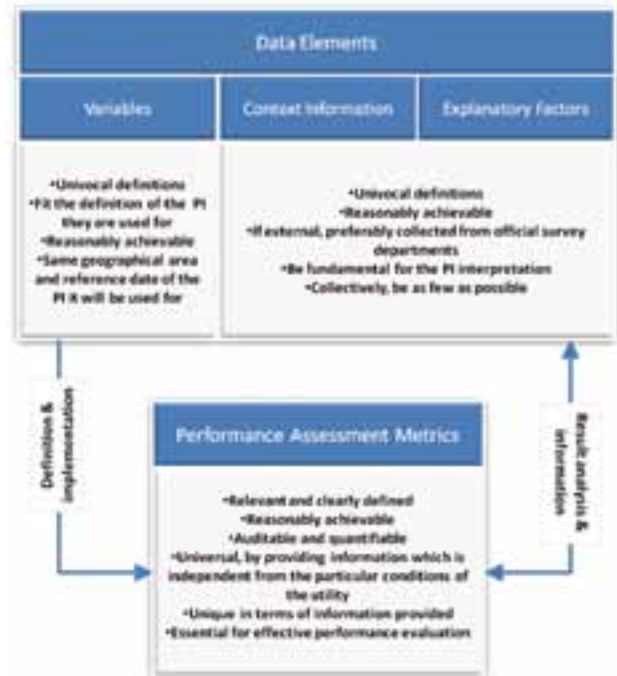 Data Elements
Variables
Context Information
Explanatory Factors
•Univocal definitions
•Fit the definition of the PI
they are used for
•Reasonably achievable
•Same geographical area
and reference date of the
PI it will be used for
•Univocal definitions
•Reasonably achievable
•If external, preferably collected from official survey
departments
•Be fundamental for the PI interpretation
•Collectively, be as few as possible
Definition &
implementation
Performance Assessment Metrics
•Relevant and clearly defined
•Reasonably achievable
•Auditable and quantifiable
•Universal, by providing information which is
independent from the particular conditions of
the utility
•Unique in terms of information provided
•Essential for effective performance evaluation
Result analysis &
information